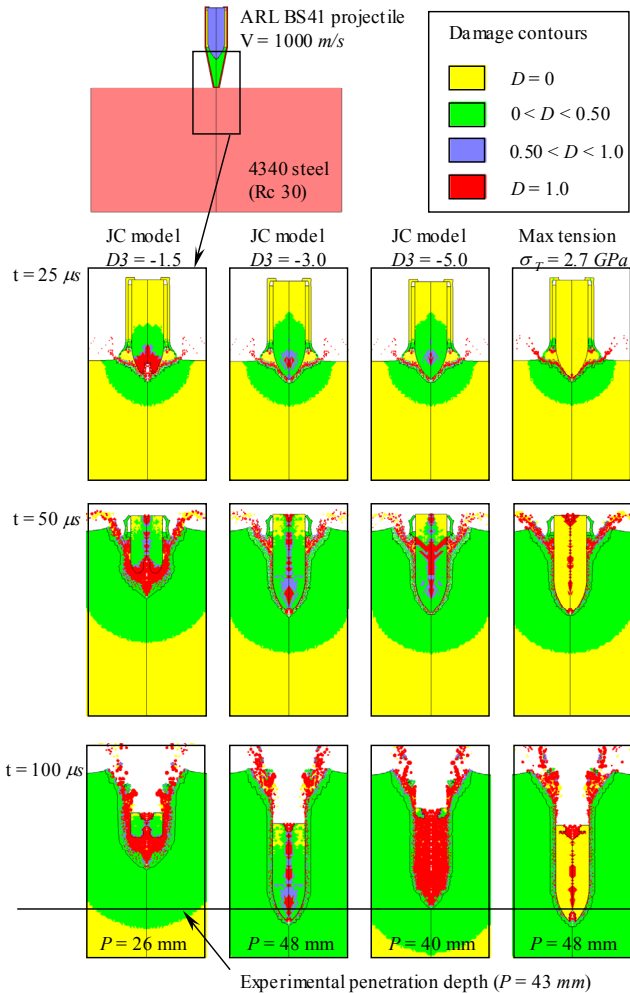 ARL BS41 projectile
V = 1000 m/s
Damage contours
D = 0
0 < D < 0.50
0.50 < D < 1.0
D = 1.0
4340 steel
(Rc 30)
JC model
D3 = -1.5
JC model
D3 = -3.0
JC model
D3 = -5.0
Max tension
σT = 2.7 GPa
t = 25 μs
t = 50 μs
t = 100 μs
P = 26 mm
P = 48 mm
P = 40 mm
P = 48 mm
Experimental penetration depth (P = 43 mm)